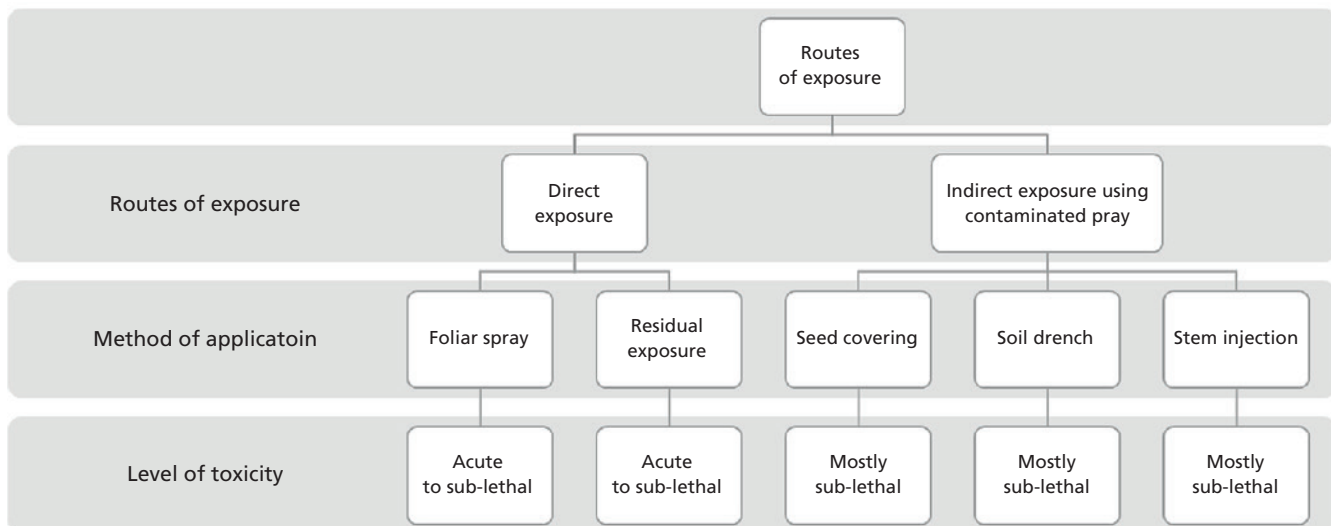 Routes
of exposure
Routes of exposure
Direct
exposure
Indirect exposure using
contaminated pray
Method of applicatoin
Foliar spray
Residual
exposure
Seed covering
Soil drench
Stem injection
Level of toxicity
Acute
to sub-lethal
Acute
to sub-lethal
Mostly
sub-lethal
Mostly
sub-lethal
Mostly
sub-lethal